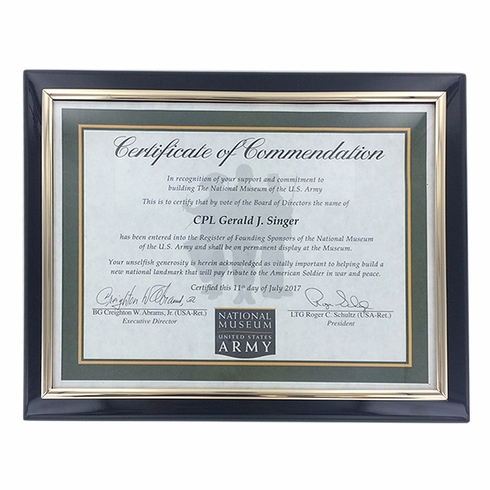 Certificate of Commendation
In recognition of your support and commitment to
building The National Museum of the U.S. Army
This is to certify that by vote of the Board of Directors the name of
CPL Gerald J. Singer
has been entered into the Register of Founding Sponsors of the National Museum
of the U.S. Army and shall be on permanent display at the Museum.
Your unselfish generosity is herein acknowledged as vitally important to helping build a
new national landmark that will pay tribute to the American Soldier in war and peace.
Certified this 11th day of July 2017
Creighton W Abrams, Jr
BG Creighton W. Abrams, Jr. (USA-Ret.)
Executive Director
NATIONAL
MUSEUM
UNITED STATES
ARMY
LTG Roger C. Schultz (USA-Ret.)
President